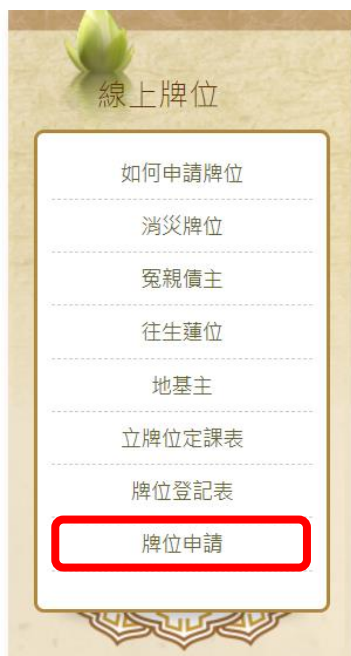 線上牌位
如何申請牌位
消災牌位
冤親債主
往生蓮位
地基主
立牌位定課表
牌位登記表
牌位申請